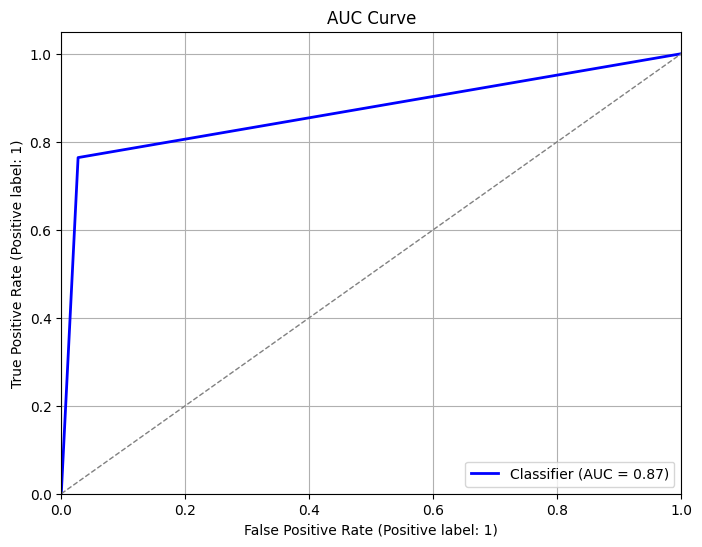 AUC Curve
True Positive Rate (Positive label: 1)
1.0
0.8
0.6
0.4
0.2
0.0
0.0 0.2 0.4 0.6 0.8 1.0
False Positive Rate (Positive label: 1)
Classifier (AUC = 0.87)